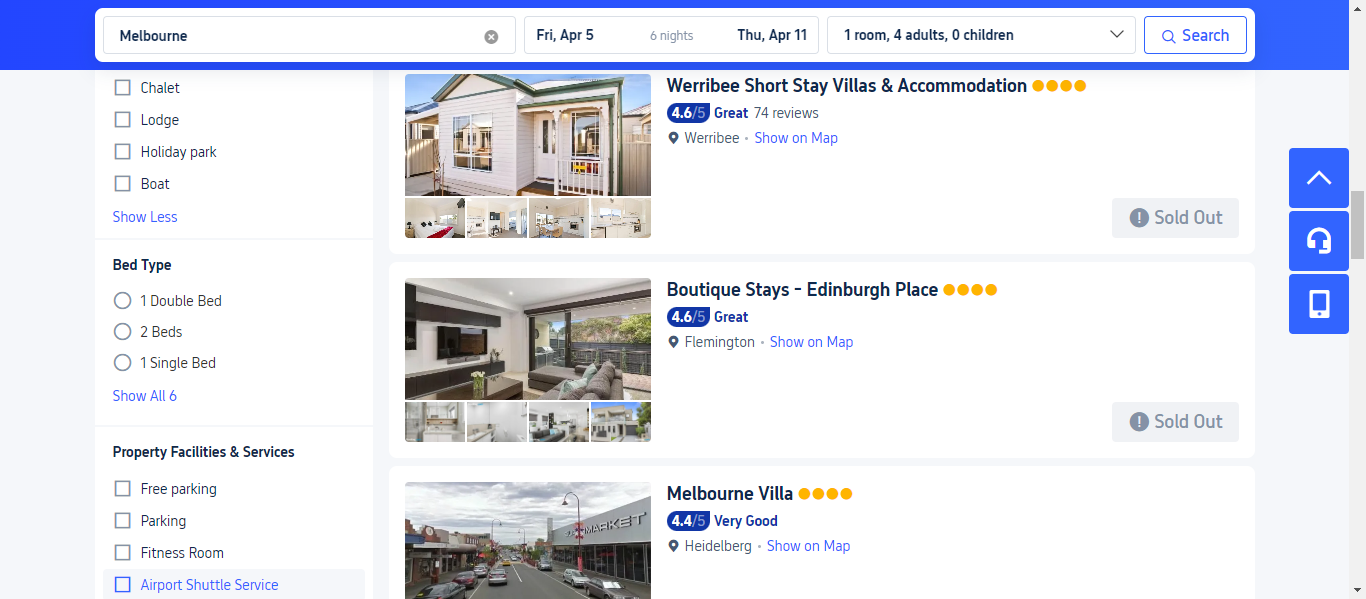 Melbourne
Fri, Apr 5 6 nights Thu, Apr 11
1 room, 4 adults, 0 children
Search
Chalet
Lodge
Holiday park
Boat
Show Less
Bed Type
1 Double Bed
2 Beds
1 Single Bed
Show All 6
Property Facilities & Services
Free parking
Parking
Fitness Room
Airport Shuttle Service
Werribee Short Stay Villas & Accommodation
4.6/5 Great 74 reviews
Werribee • Show on Map
Sold Out
Boutique Stays - Edinburgh Place
4.6/5 Great
Flemington • Show on Map
Sold Out
Melbourne Villa
4.4/5 Very Good
Heidelberg • Show on Map